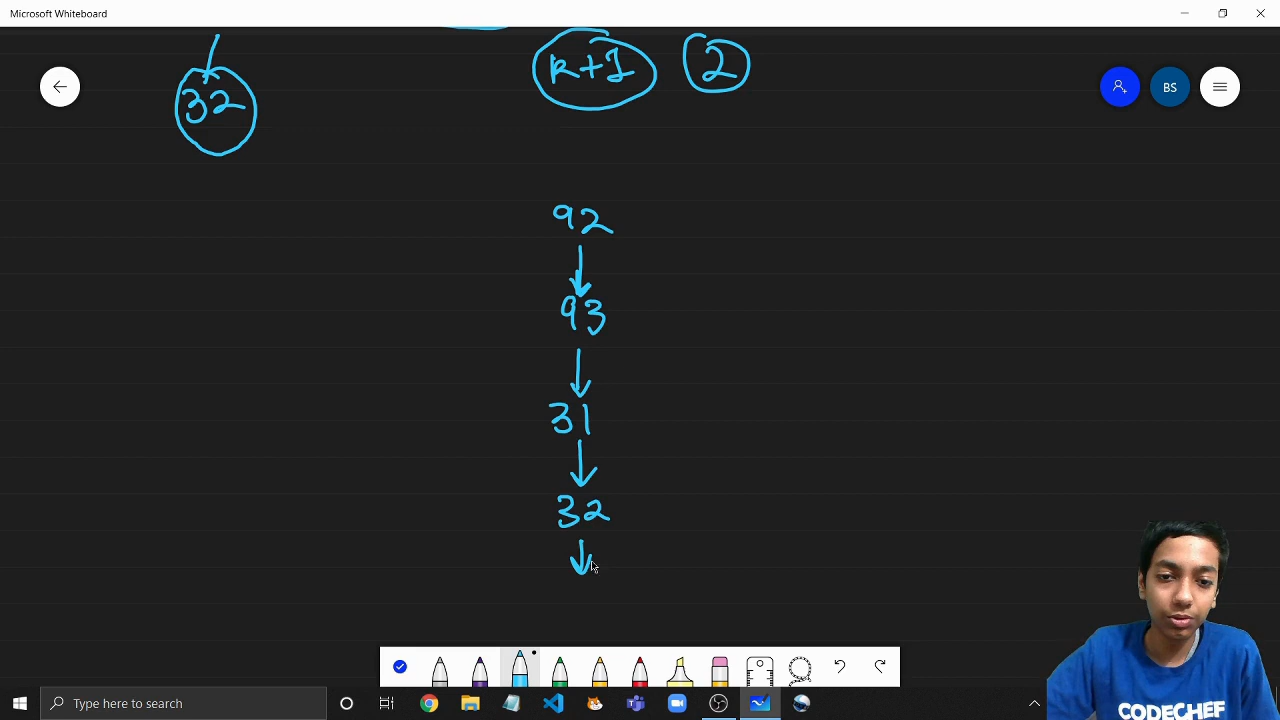 Microsoft Whiteboard
k+1 2
32
BS
92
93
31
32
Type here to search
CODECHEF